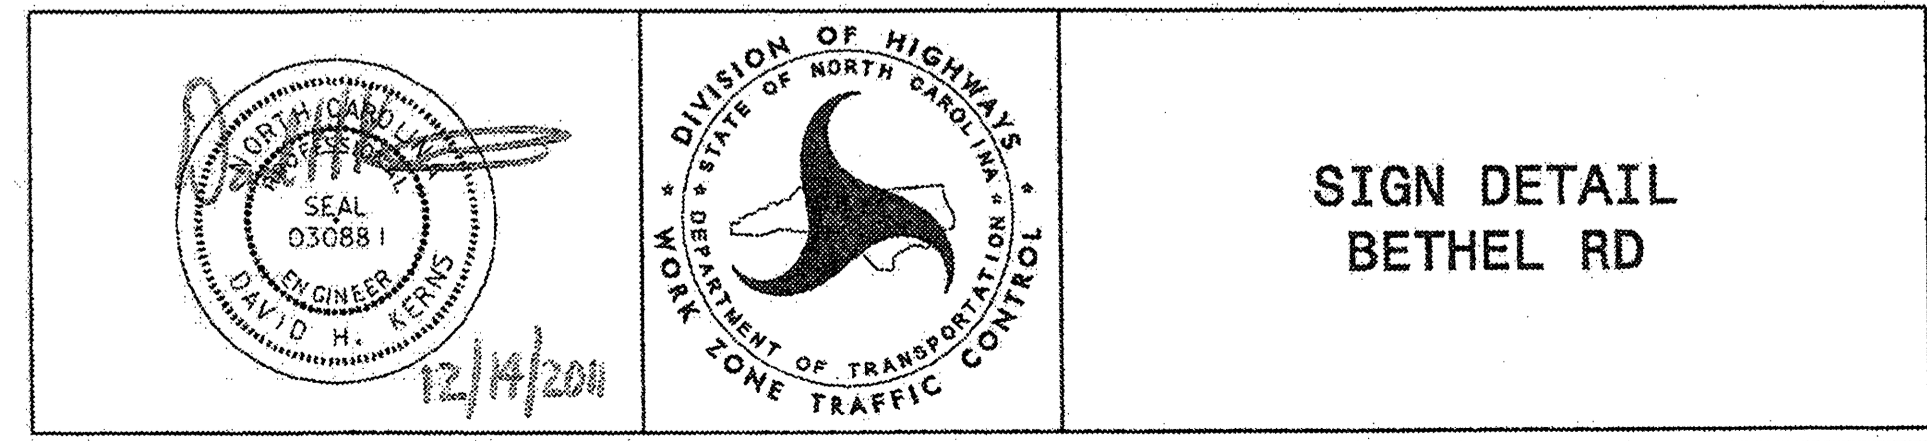 NORTH CAROLINA
PROFESSIONAL
SEAL
030881
ENGINEER
DAVID H. KERNS
12/14/2011
DIVISION OF HIGHWAYS
STATE OF NORTH CAROLINA
* DEPARTMENT OF TRANSPORTATION *
* WORK ZONE TRAFFIC CONTROL *
SIGN DETAIL
BETHEL RD